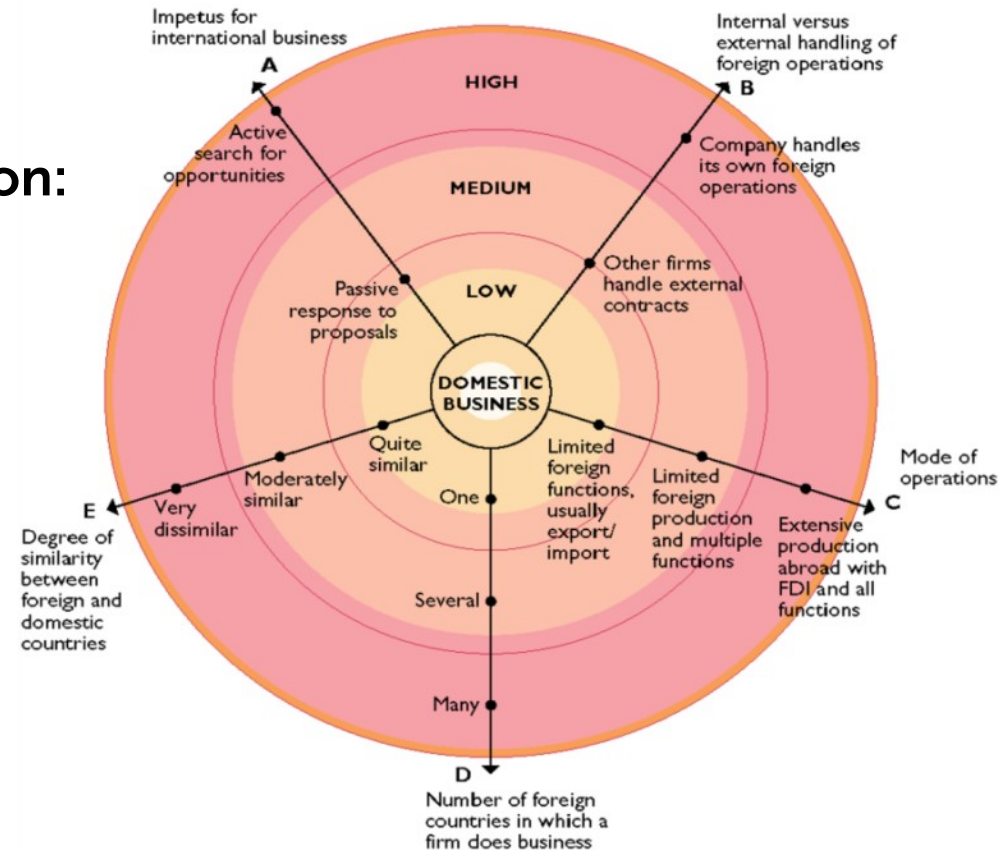 on:
Impetus for
international business
A
Active
search for
opportunities
Passive
response to
proposals
HIGH
MEDIUM
LOW
DOMESTIC
BUSINESS
Internal versus
external handling of
foreign operations
B
Company handles
its own foreign
operations
Other firms
handle external
contracts
Mode of
operations
C
Limited
foreign
functions,
usually
export/
import
Limited
foreign
production
and multiple
functions
Extensive
production
abroad with
FDI and all
functions
One
Several
Many
D
Number of foreign
countries in which a
firm does business
Quite
similar
Moderately
similar
Very
dissimilar
E
Degree of
similarity
between
foreign and
domestic
countries